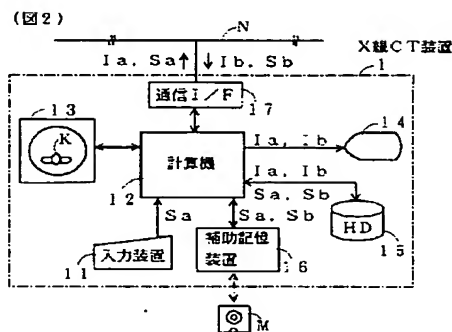 (図2)
N
Ia, Sa Ib, Sb
X線CT装置
1
13
通信I/F
17
K
14
Ia, Ib
計算機
12
Ia, Ib
Sa, Sb
Sa
Sa, Sb
HD
15
11
入力装置
補助記憶
装置
16
M